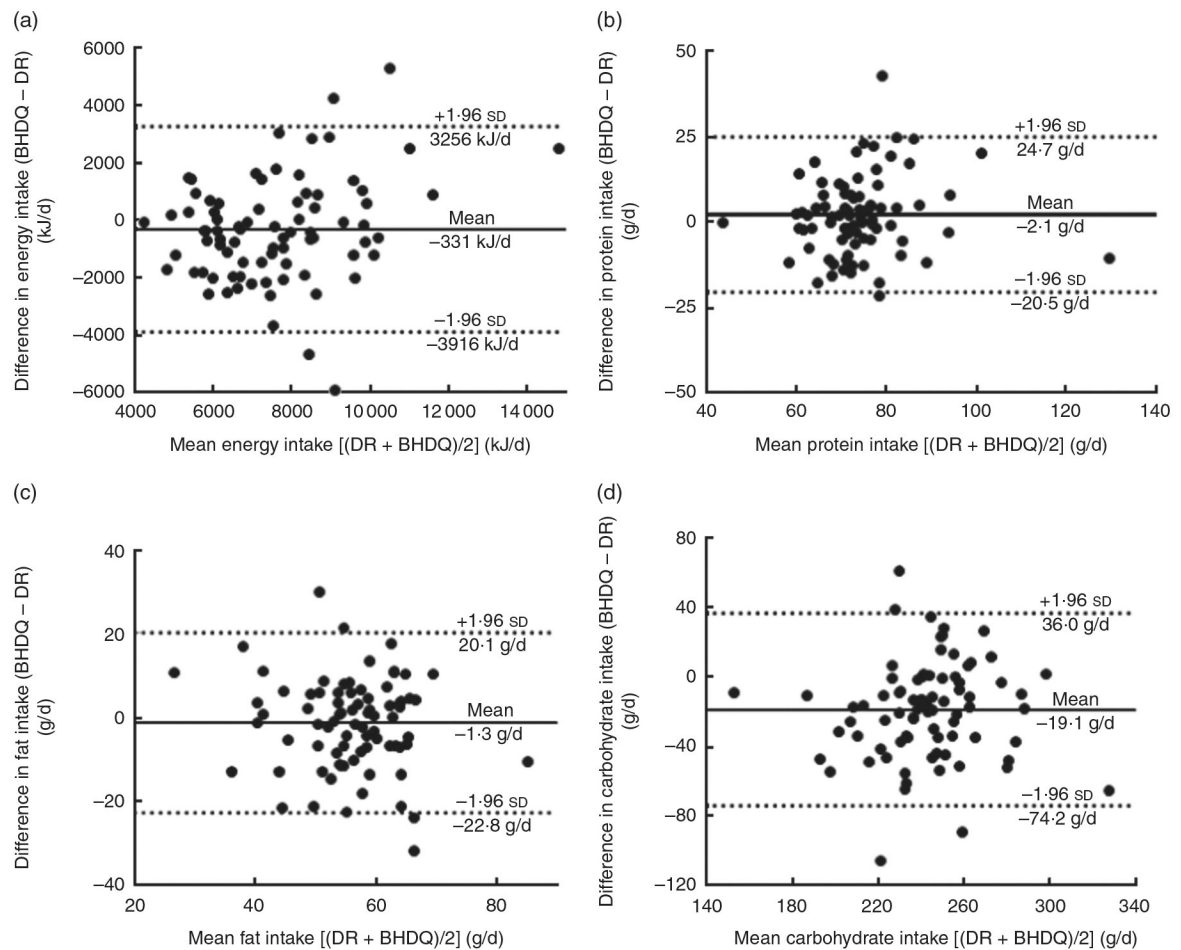 (a)
Difference in energy intake (BHDQ – DR)
(kJ/d)
6000
4000
2000
0
–2000
–4000
–6000
+1·96 SD
3256 kJ/d
Mean
–331 kJ/d
–1·96 SD
–3916 kJ/d
4000
6000
8000
10 000
12 000
14 000
Mean energy intake [(DR + BHDQ)/2] (kJ/d)
(b)
Difference in protein intake (BHDQ – DR)
(g/d)
50
25
0
–25
–50
+1·96 SD
24·7 g/d
Mean
–2·1 g/d
–1·96 SD
–20·5 g/d
40
60
80
100
120
140
Mean protein intake [(DR + BHDQ)/2] (g/d)
(c)
Difference in fat intake (BHDQ – DR)
(g/d)
40
20
0
–20
–40
+1·96 SD
20·1 g/d
Mean
–1·3 g/d
–1·96 SD
–22·8 g/d
20
40
60
80
Mean fat intake [(DR + BHDQ)/2] (g/d)
(d)
Difference in carbohydrate intake (BHDQ – DR)
(g/d)
80
40
0
–40
–80
–120
+1·96 SD
36·0 g/d
Mean
–19·1 g/d
–1·96 SD
–74·2 g/d
140
180
220
260
300
340
Mean carbohydrate intake [(DR + BHDQ)/2] (g/d)